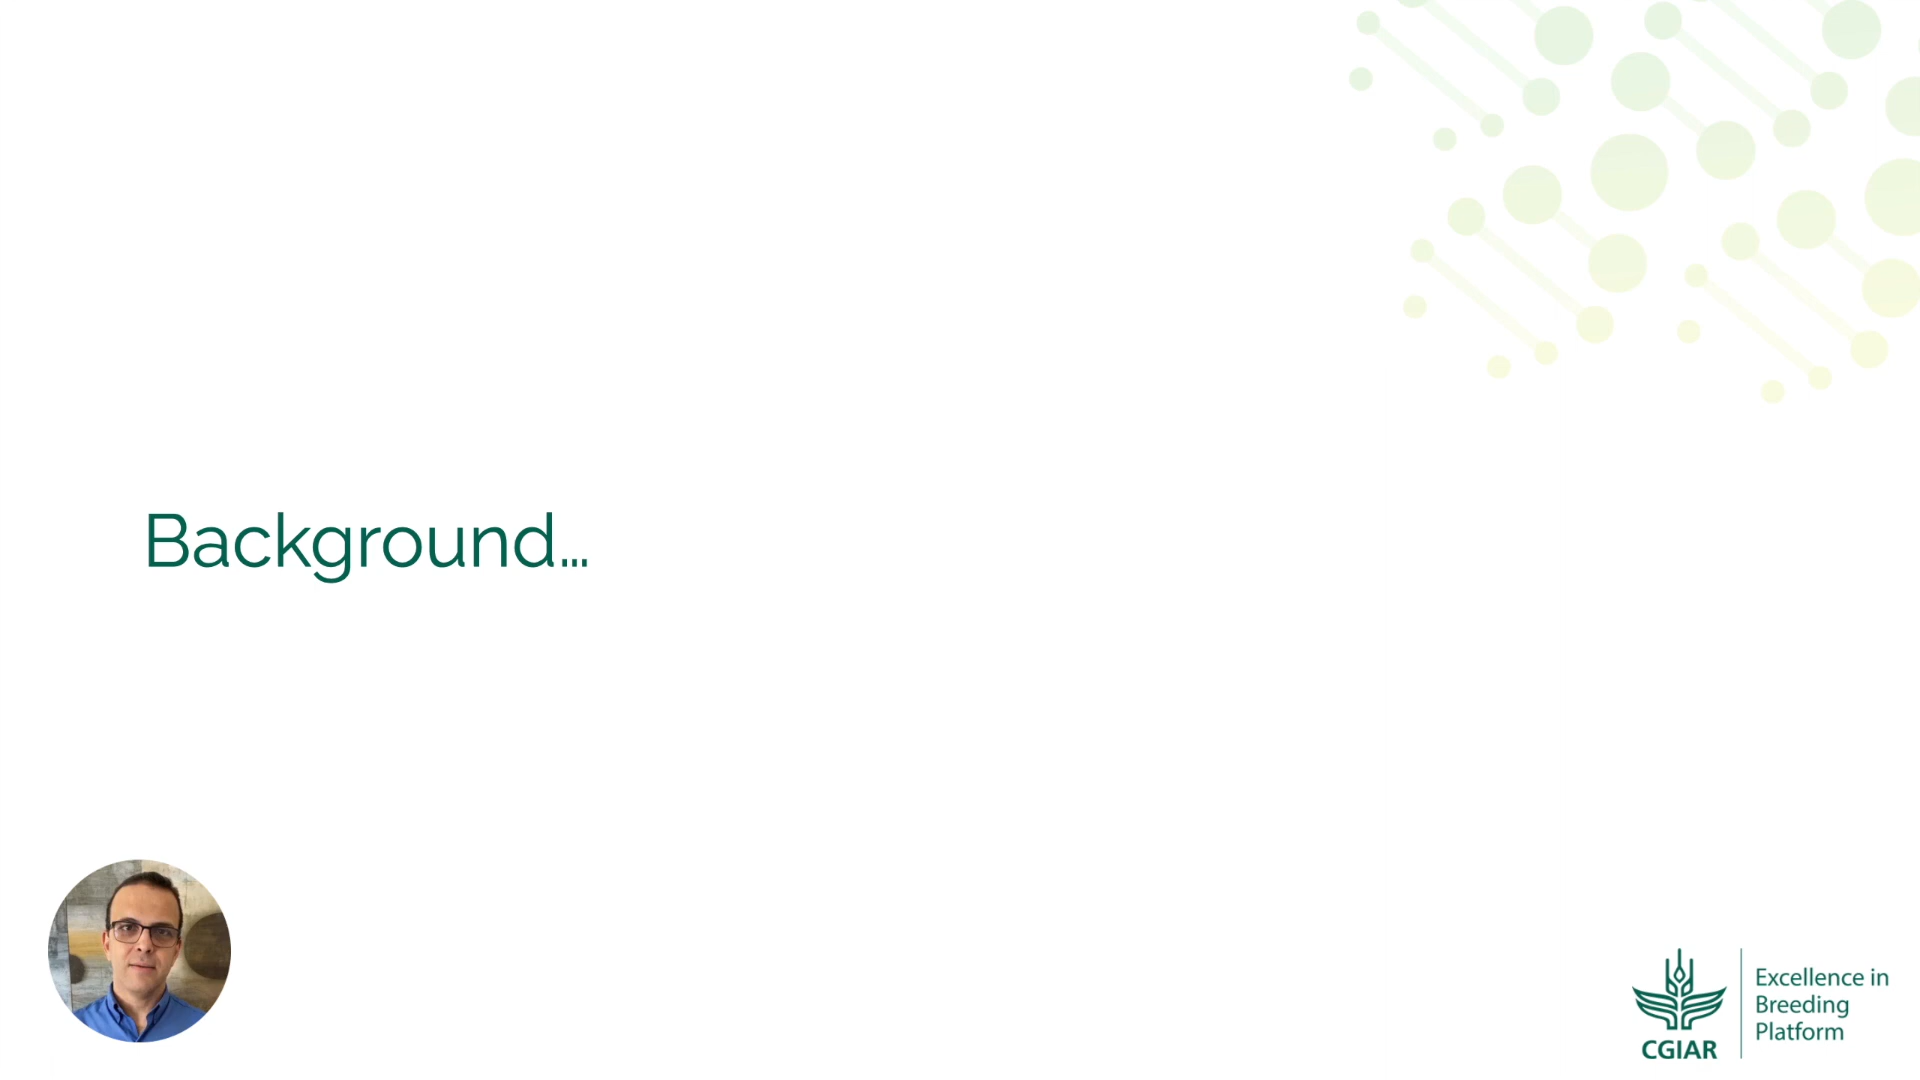 Background...
Excellence in
Breeding
Platform
CGIAR